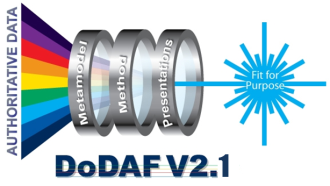 AUTHORITATIVE DATA
Metamodel
Method
Presentations
Fit for
Purpose
DoDAF V2.1